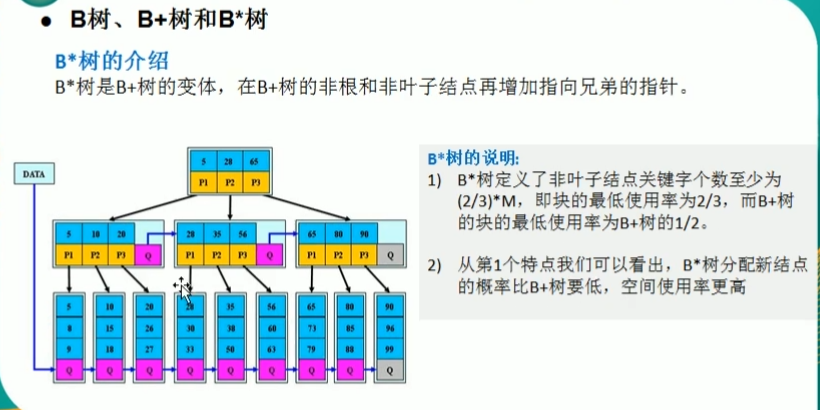 ● B树、B+树和B*树
B*树的介绍
B*树是B+树的变体，在B+树的非根和非叶子结点再增加指向兄弟的指针。
DATA
5 28 65
P1 P2 P3
5 10 20 28 35 56 65 80 90
P1 P2 P3 Q P1 P2 P3 Q P1 P2 P3 Q
5 10 20 28 35 56 65 80 90
8 15 26 30 38 60 73 85 96
9 18 27 33 50 63 79 88 99
Q Q Q Q Q Q Q Q Q
B*树的说明:
1) B*树定义了非叶子结点关键字个数至少为
(2/3)*M，即块的最低使用率为2/3，而B+树
的块的最低使用率为B+树的1/2。
2) 从第1个特点我们可以看出，B*树分配新结点
的概率比B+树要低，空间使用率更高